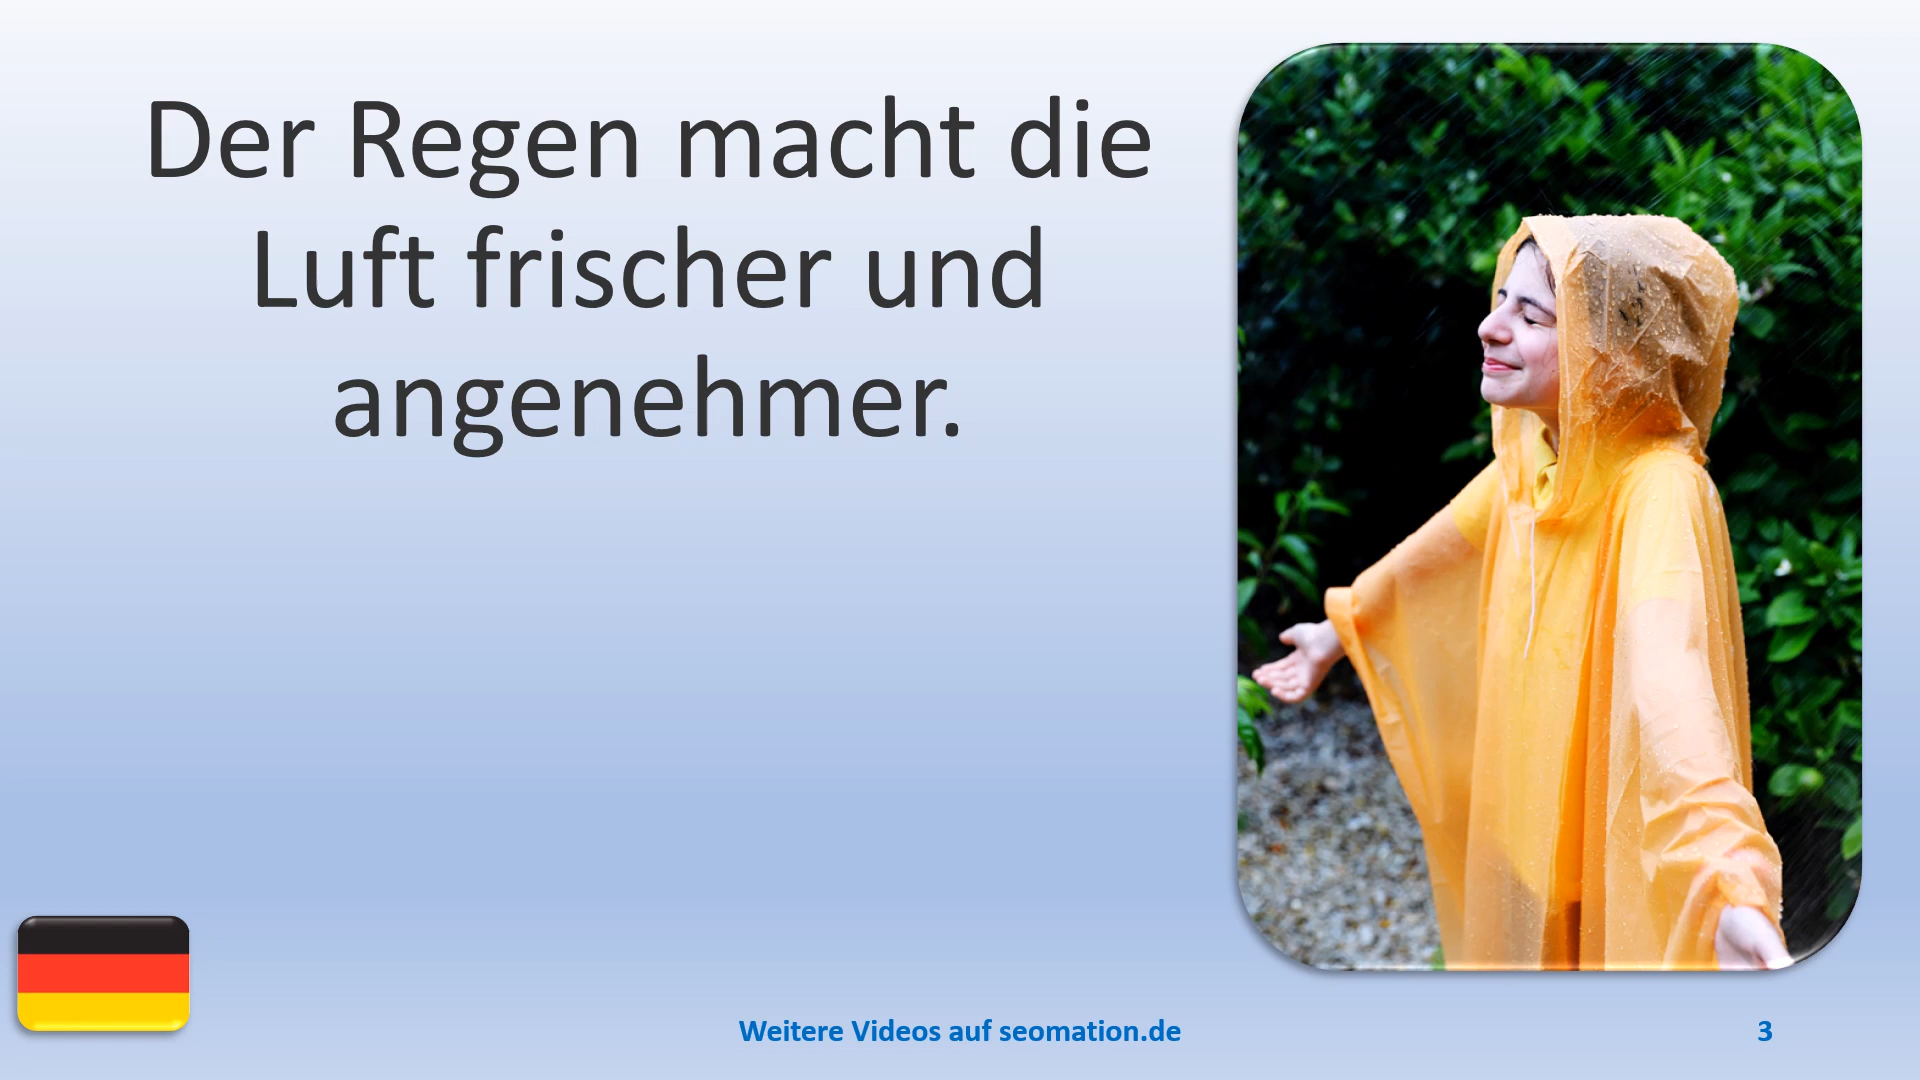 Der Regen macht die
Luft frischer und
angenehmer.
Weitere Videos auf seomation.de
3